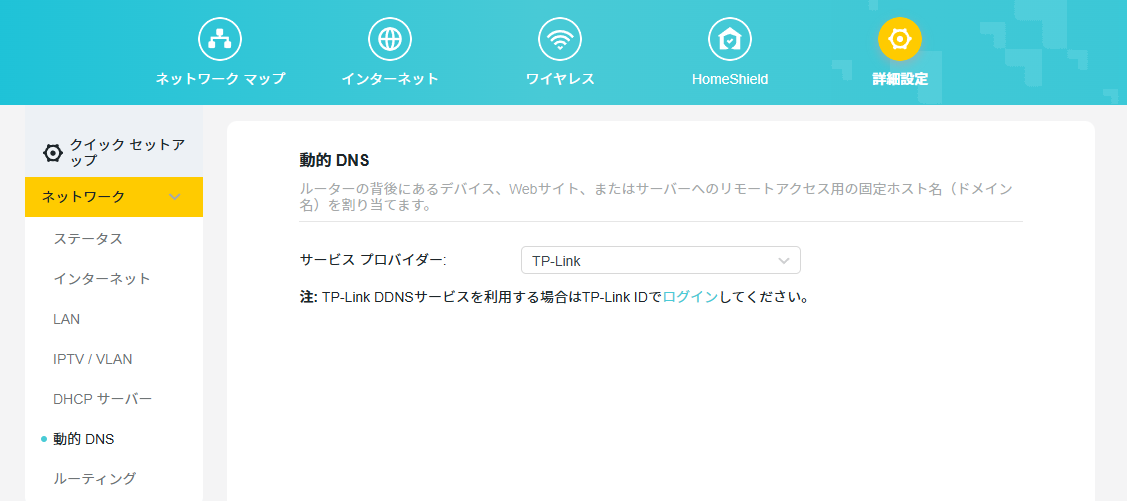 ネットワーク マップ
インターネット
ワイヤレス
HomeShield
詳細設定
クイック セットア
ップ
ネットワーク
ステータス
インターネット
LAN
IPTV / VLAN
DHCP サーバー
動的 DNS
ルーティング
動的 DNS
ルーターの背後にあるデバイス、Webサイト、またはサーバーへのリモートアクセス用の固定ホスト名（ドメイン
名）を割り当てます。
サービス プロバイダー: TP-Link
注: TP-Link DDNSサービスを利用する場合はTP-Link IDでログインしてください。